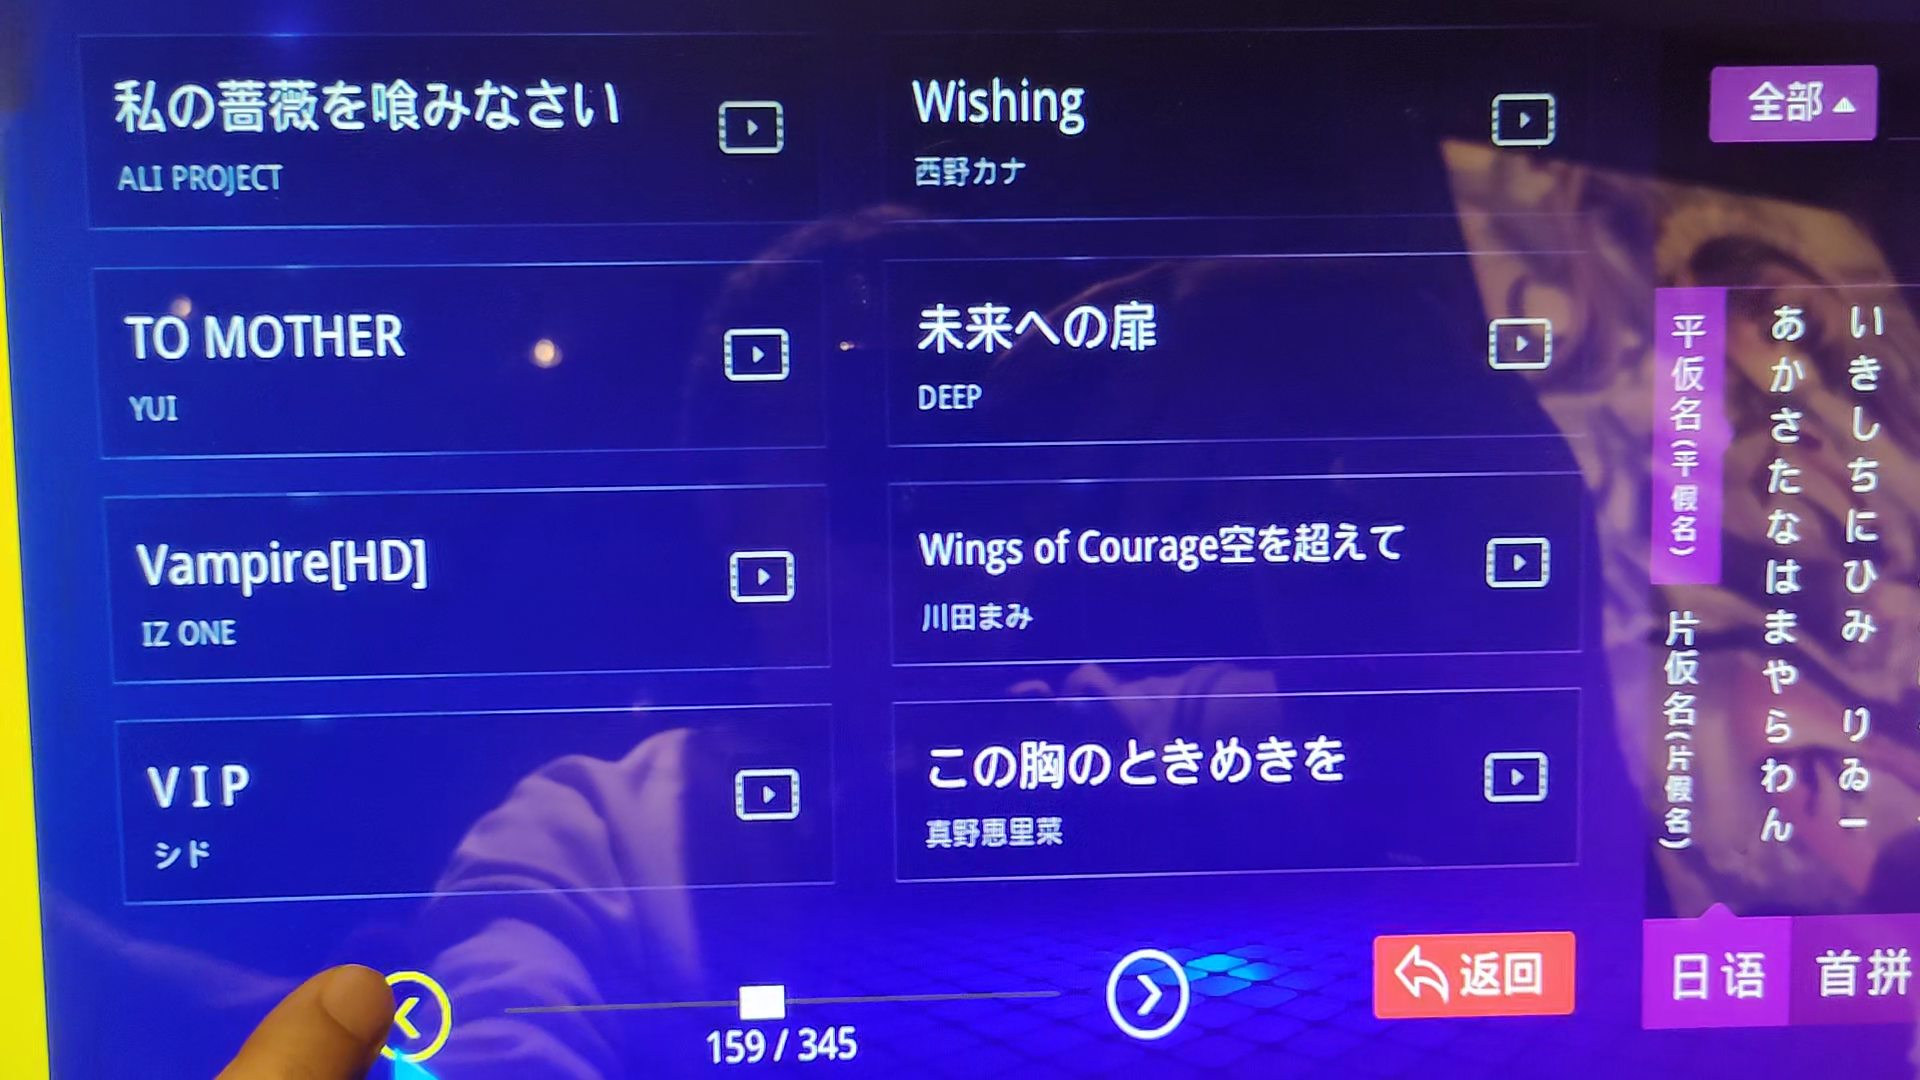 私の薔薇を喰みなさい
ALI PROJECT
Wishing
西野カナ
TO MOTHER
YUI
未来への扉
DEEP
Vampire[HD]
IZ ONE
Wings of Courage空を超えて
川田まみ
V I P
シド
この胸のときめきを
真野恵里菜
159 / 345
返回
全部
平仮名(平假名)
片仮名(片假名)
あかさたなはまやらわん
いきしちにひみ りゐー
日语
首拼